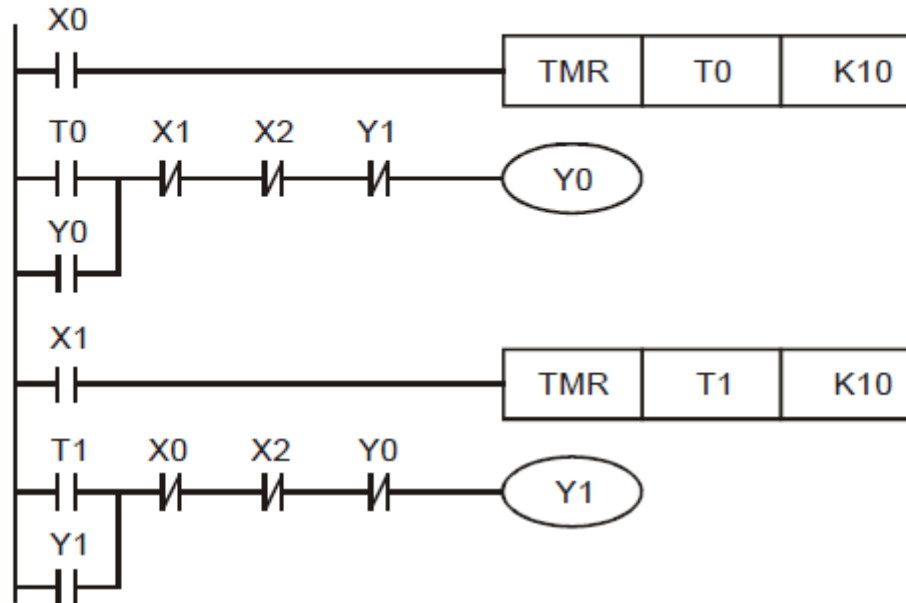 X0
TMR T0 K10
T0 X1 X2 Y1
Y0
Y0
X1
TMR T1 K10
T1 X0 X2 Y0
Y1
Y1